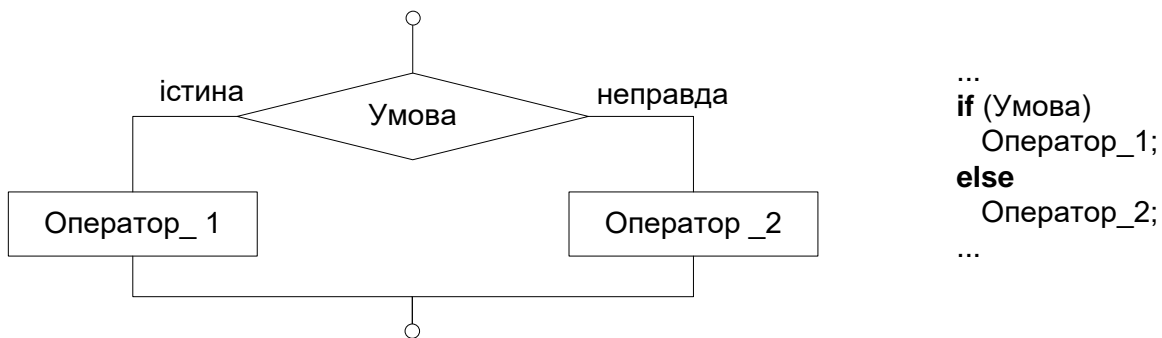 істина
неправда
Умова
Оператор_ 1
Оператор _2
...
if (Умова)
Оператор_1;
else
Оператор_2;
...